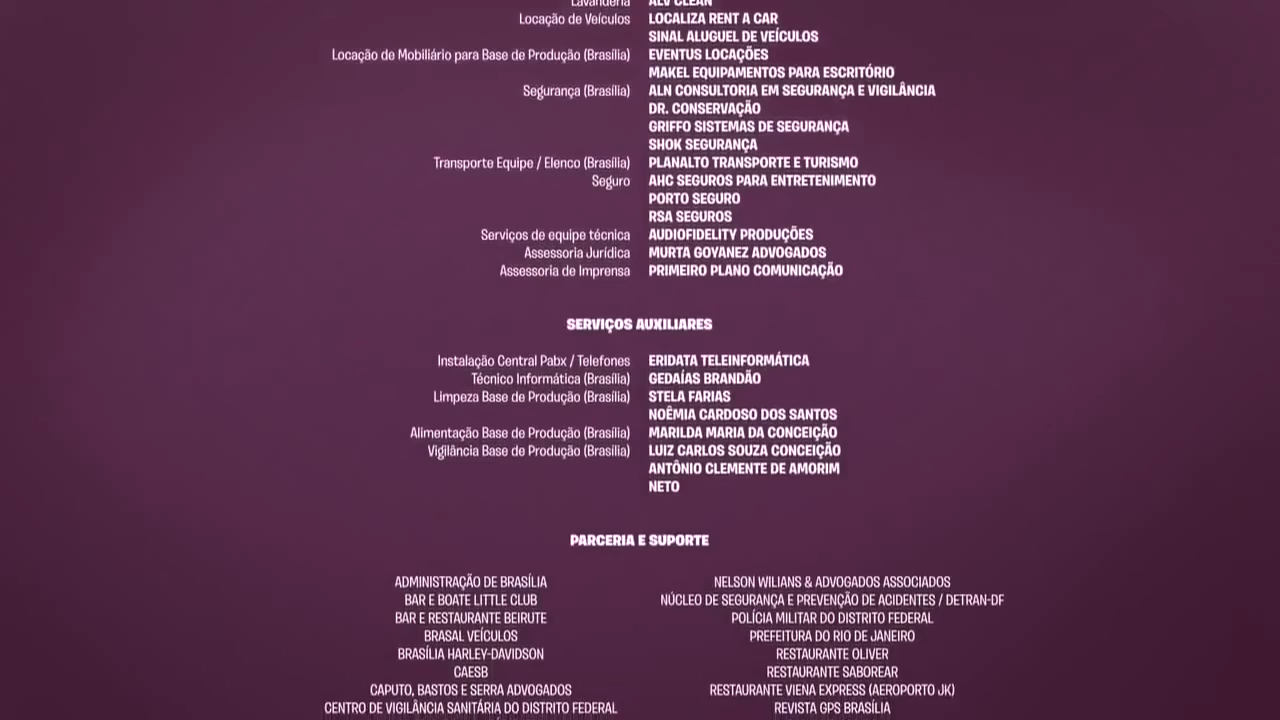 Lavanderia ALV CLEAN
Locação de Veículos LOCALIZA RENT A CAR
SINAL ALUGUEL DE VEÍCULOS
Locação de Mobiliário para Base de Produção (Brasília) EVENTUS LOCAÇÕES
MAKEL EQUIPAMENTOS PARA ESCRITÓRIO
Segurança (Brasília) ALN CONSULTORIA EM SEGURANÇA E VIGILÂNCIA
DR. CONSERVAÇÃO
GRIFFO SISTEMAS DE SEGURANÇA
SHOK SEGURANÇA
Transporte Equipe / Elenco (Brasília) PLANALTO TRANSPORTE E TURISMO
Seguro AHC SEGUROS PARA ENTRETENIMENTO
PORTO SEGURO
RSA SEGUROS
Serviços de equipe técnica AUDIOFIDELITY PRODUÇÕES
Assessoria Jurídica MURTA GOYANEZ ADVOGADOS
Assessoria de Imprensa PRIMEIRO PLANO COMUNICAÇÃO
SERVIÇOS AUXILIARES
Instalação Central Pabx / Telefones ERIDATA TELEINFORMÁTICA
Técnico Informática (Brasília) GEDAÍAS BRANDÃO
Limpeza Base de Produção (Brasília) STELA FARIAS
NOÊMIA CARDOSO DOS SANTOS
Alimentação Base de Produção (Brasília) MARILDA MARIA DA CONCEIÇÃO
Vigilância Base de Produção (Brasília) LUIZ CARLOS SOUZA CONCEIÇÃO
ANTÔNIO CLEMENTE DE AMORIM
NETO
PARCERIA E SUPORTE
ADMINISTRAÇÃO DE BRASÍLIA NELSON WILIANS & ADVOGADOS ASSOCIADOS
BAR E BOATE LITTLE CLUB NÚCLEO DE SEGURANÇA E PREVENÇÃO DE ACIDENTES / DETRAN-DF
BAR E RESTAURANTE BEIRUTE POLÍCIA MILITAR DO DISTRITO FEDERAL
BRASAL VEÍCULOS PREFEITURA DO RIO DE JANEIRO
BRASÍLIA HARLEY-DAVIDSON RESTAURANTE OLIVER
CAESB RESTAURANTE SABOREAR
CAPUTO, BASTOS E SERRA ADVOGADOS RESTAURANTE VIENA EXPRESS (AEROPORTO JK)
CENTRO DE VIGILÂNCIA SANITÁRIA DO DISTRITO FEDERAL REVISTA GPS BRASÍLIA